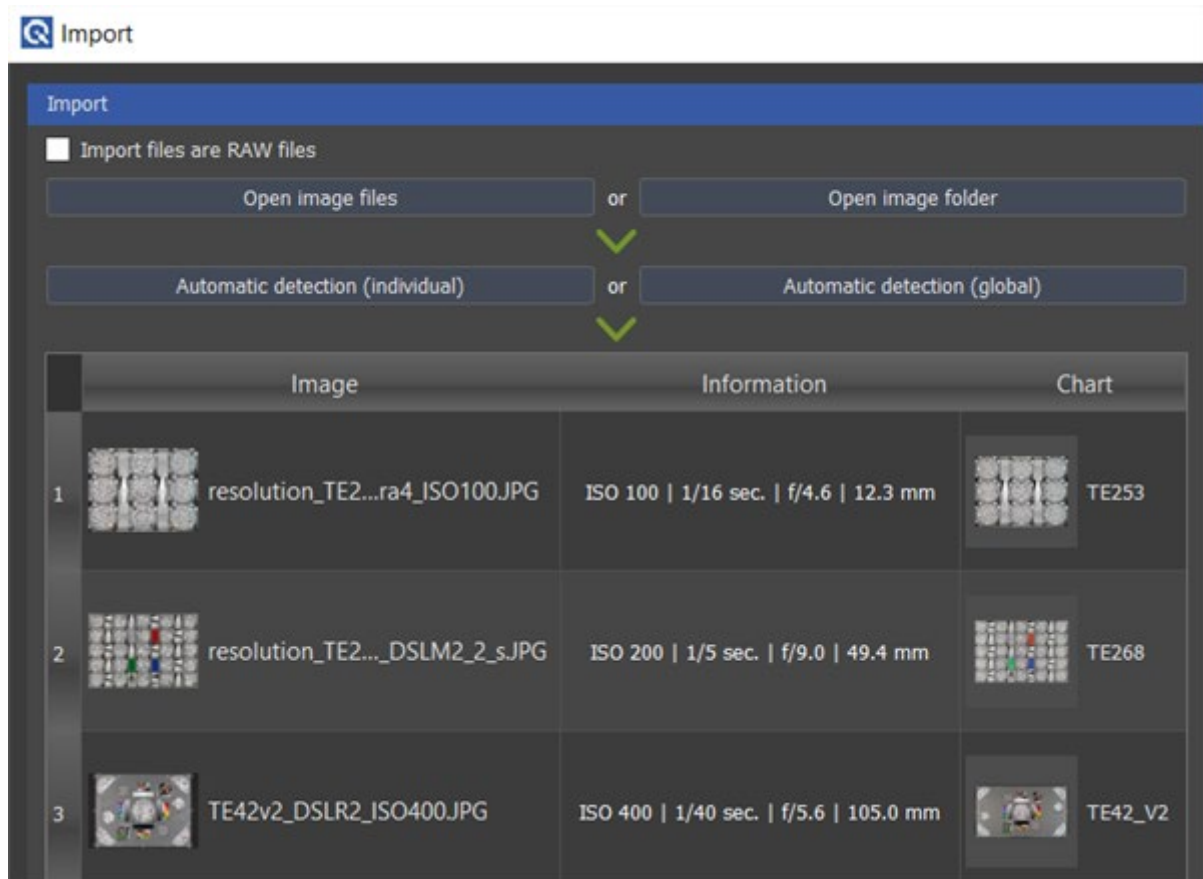 Import
Import
Import files are RAW files
Open image files or Open image folder
Automatic detection (individual) or Automatic detection (global)
Image Information Chart
1 resolution_TE2...ra4_ISO100.JPG ISO 100 | 1/16 sec. | f/4.6 | 12.3 mm TE253
2 resolution_TE2..._DSLM2_2_s.JPG ISO 200 | 1/5 sec. | f/9.0 | 49.4 mm TE268
3 TE42v2_DSLR2_ISO400.JPG ISO 400 | 1/40 sec. | f/5.6 | 105.0 mm TE42_V2